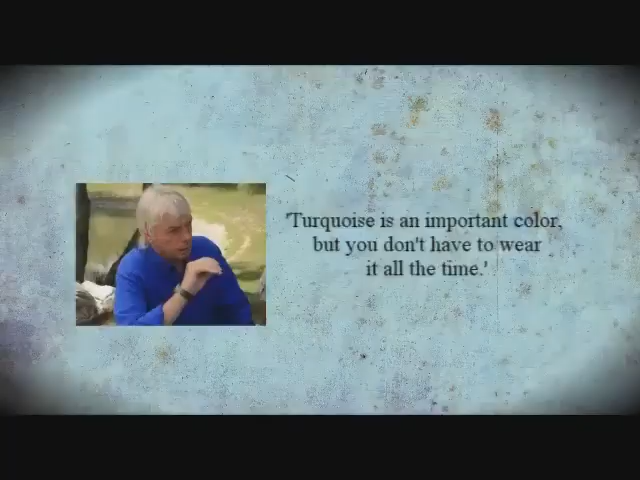 'Turquoise is an important color,
but you don't have to wear
it all the time.'